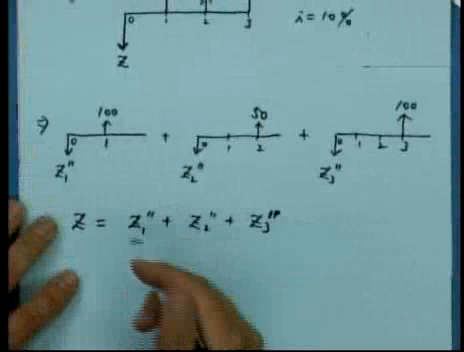 0 1 2 3 i = 10%
Z
⇒ 100 + 50 + 100
0 1 0 1 2 0 1 2 3
Z₁" Z₂" Z₃"
Z = Z₁" + Z₂" + Z₃"